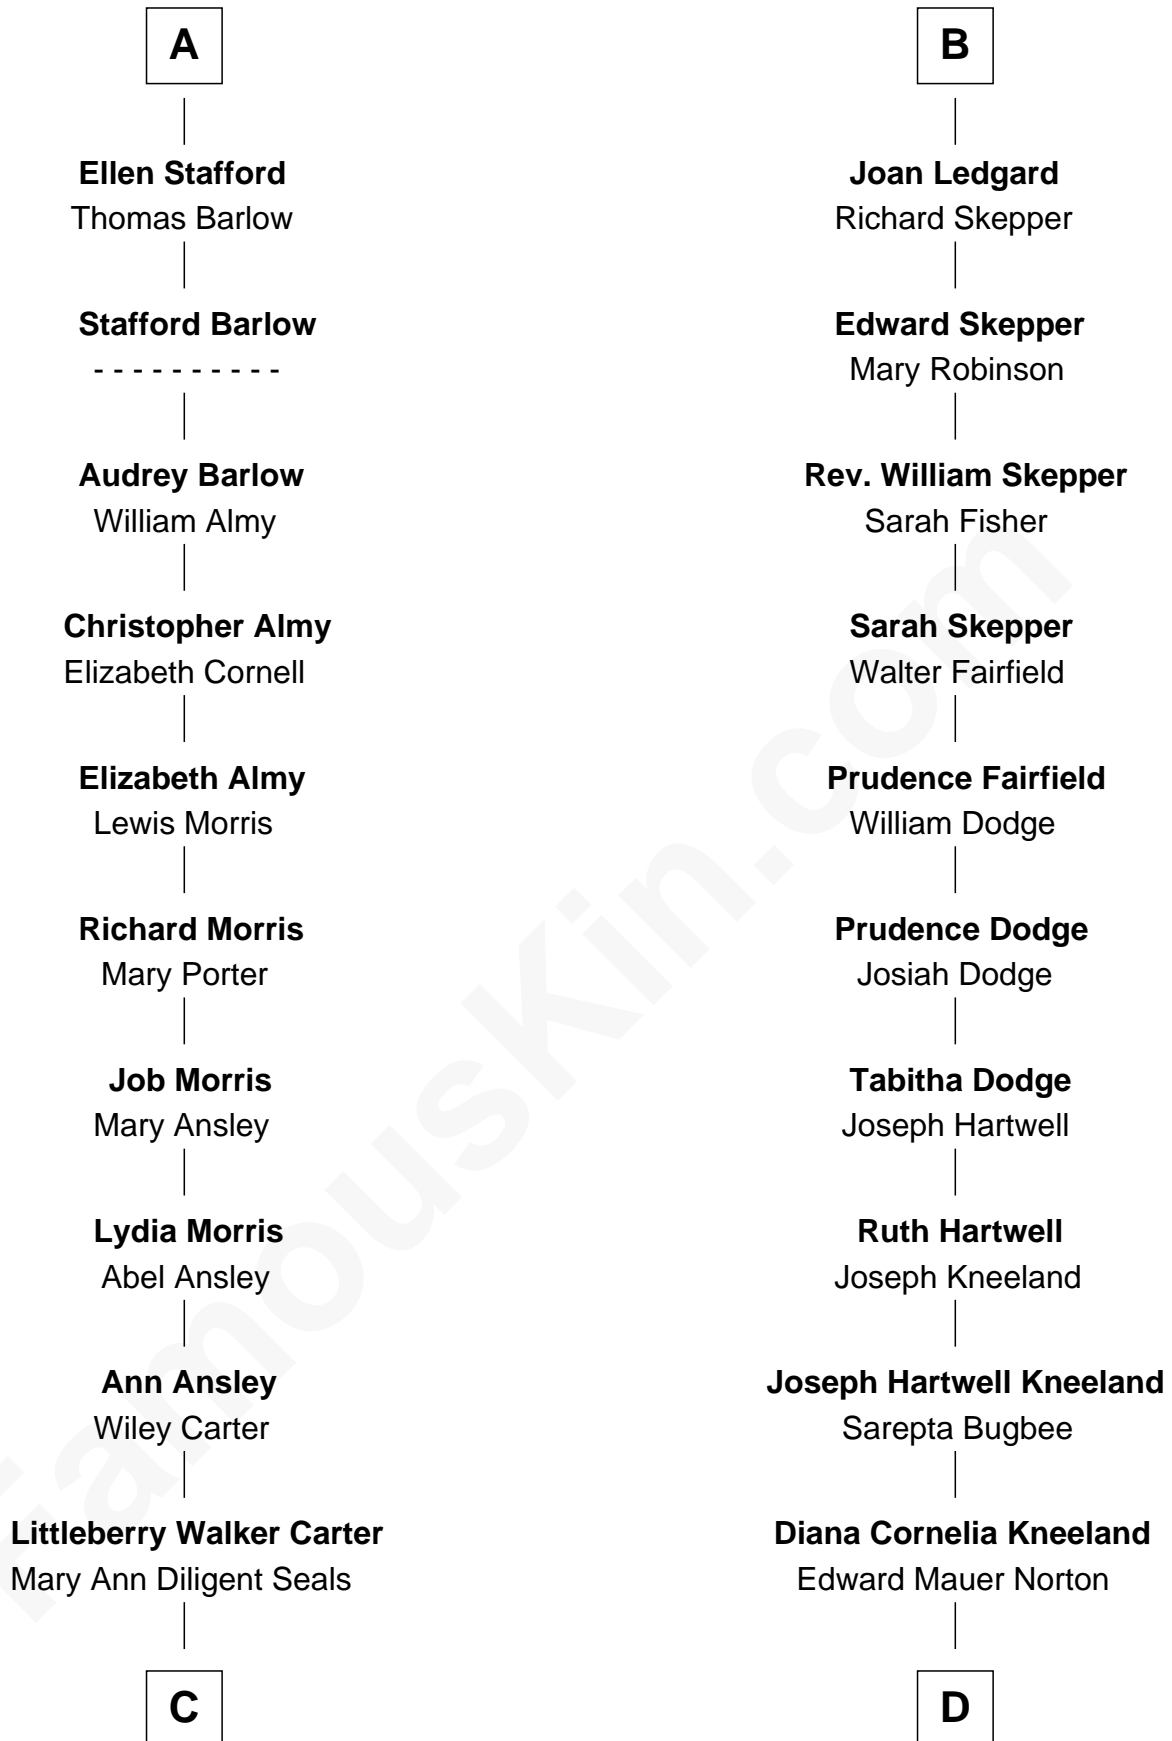 A
Ellen Stafford
Thomas Barlow
Stafford Barlow
- - - - - - - - - -
Audrey Barlow
William Almy
Christopher Almy
Elizabeth Cornell
Elizabeth Almy
Lewis Morris
Richard Morris
Mary Porter
Job Morris
Mary Ansley
Lydia Morris
Abel Ansley
Ann Ansley
Wiley Carter
Littleberry Walker Carter
Mary Ann Diligent Seals
C
B
Joan Ledgard
Richard Skepper
Edward Skepper
Mary Robinson
Rev. William Skepper
Sarah Fisher
Sarah Skepper
Walter Fairfield
Prudence Fairfield
William Dodge
Prudence Dodge
Josiah Dodge
Tabitha Dodge
Joseph Hartwell
Ruth Hartwell
Joseph Kneeland
Joseph Hartwell Kneeland
Sarepta Bugbee
Diana Cornelia Kneeland
Edward Mauer Norton
D
FamousKin.com